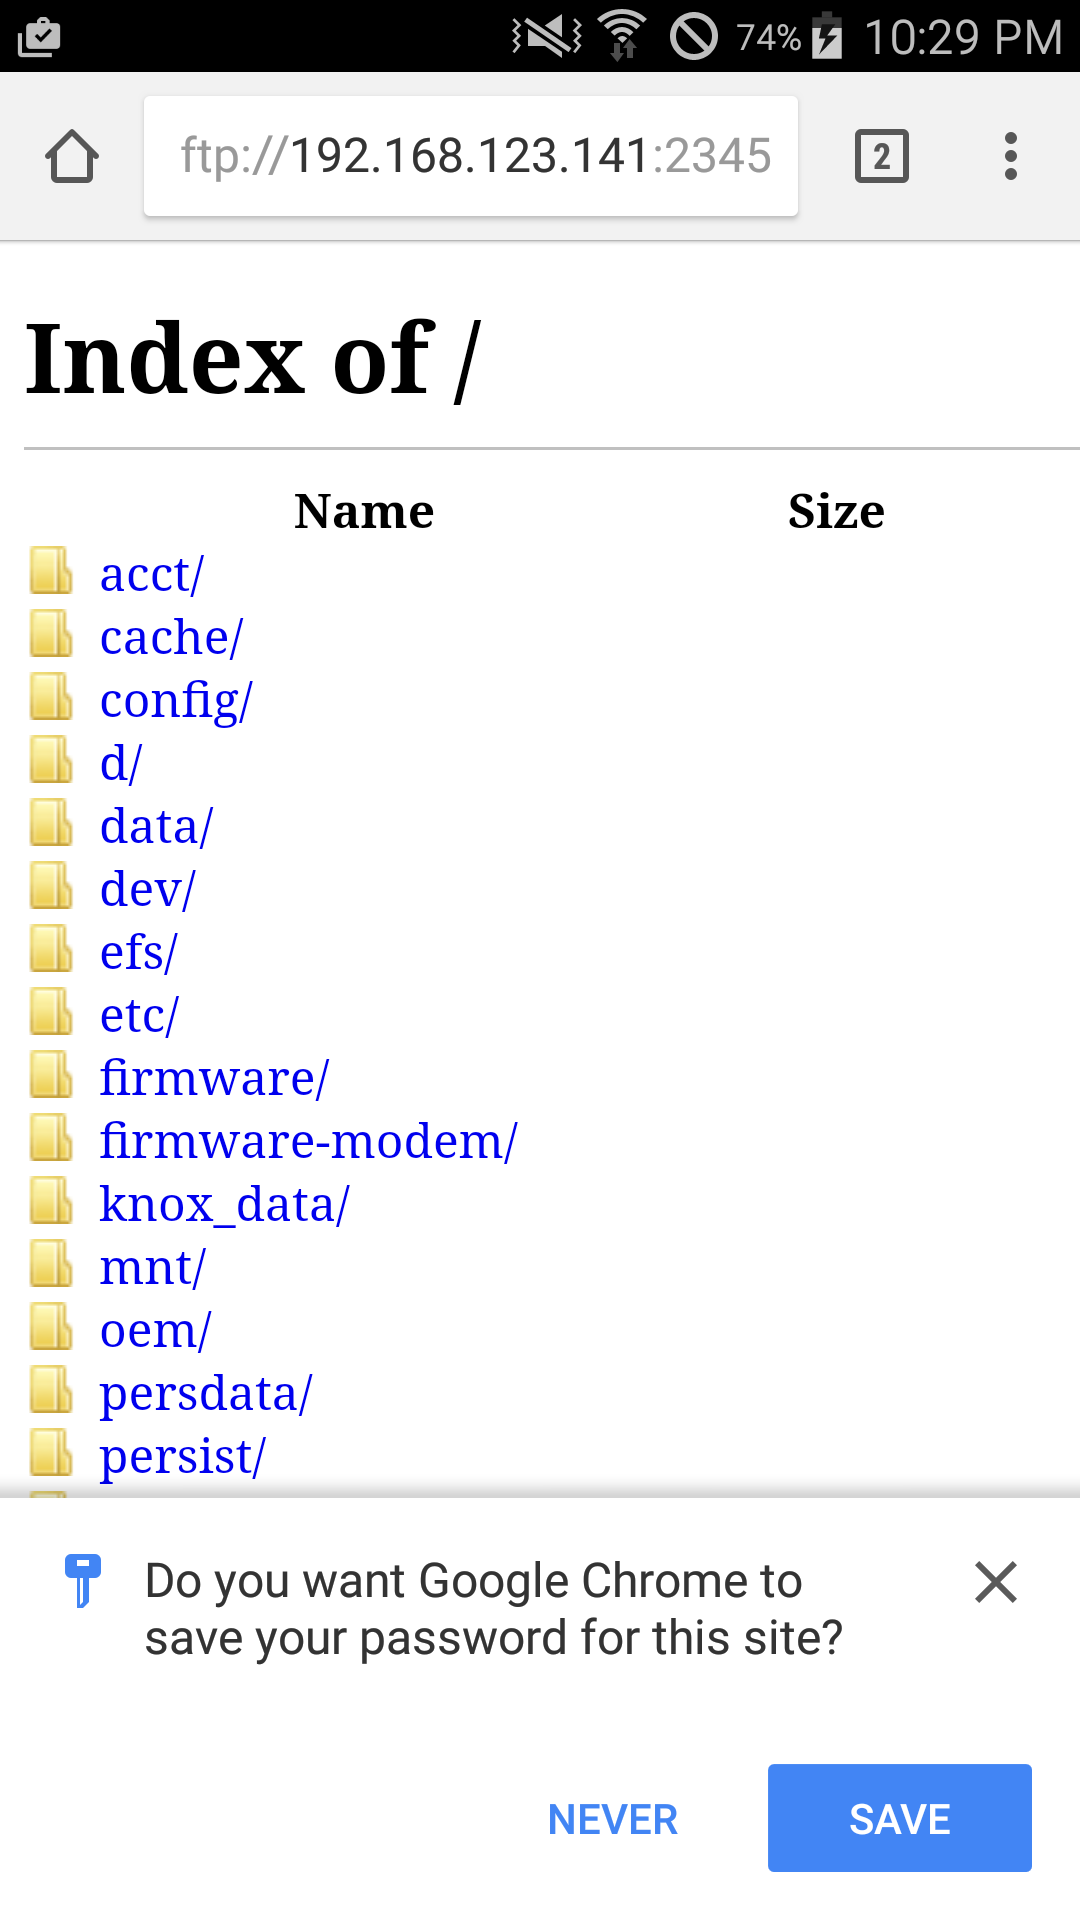 74% 10:29 PM
ftp://192.168.123.141:2345
2
Index of /
Name Size
acct/
cache/
config/
d/
data/
dev/
efs/
etc/
firmware/
firmware-modem/
knox_data/
mnt/
oem/
persdata/
persist/
Do you want Google Chrome to
save your password for this site?
NEVER SAVE